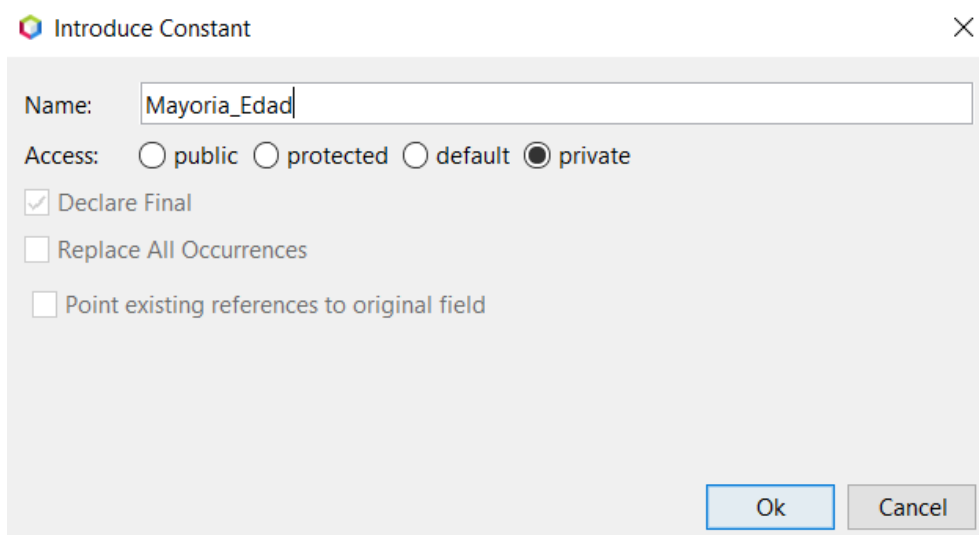 Introduce Constant
Name: Mayoria_Edad
Access: public protected default private
Declare Final
Replace All Occurrences
Point existing references to original field
Ok Cancel